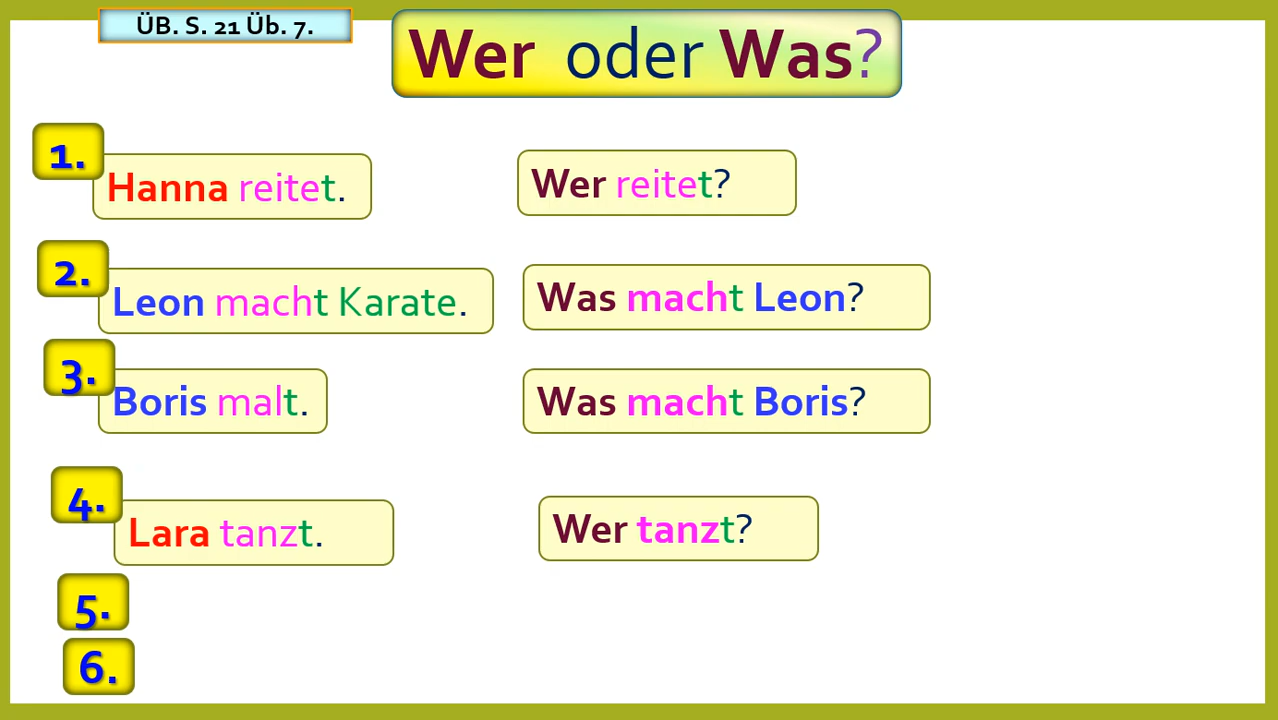 ÜB. S. 21 Üb. 7.
Wer oder Was?
1.
Hanna reitet.
Wer reitet?
2.
Leon macht Karate.
Was macht Leon?
3.
Boris malt.
Was macht Boris?
4.
Lara tanzt.
Wer tanzt?
5.
6.